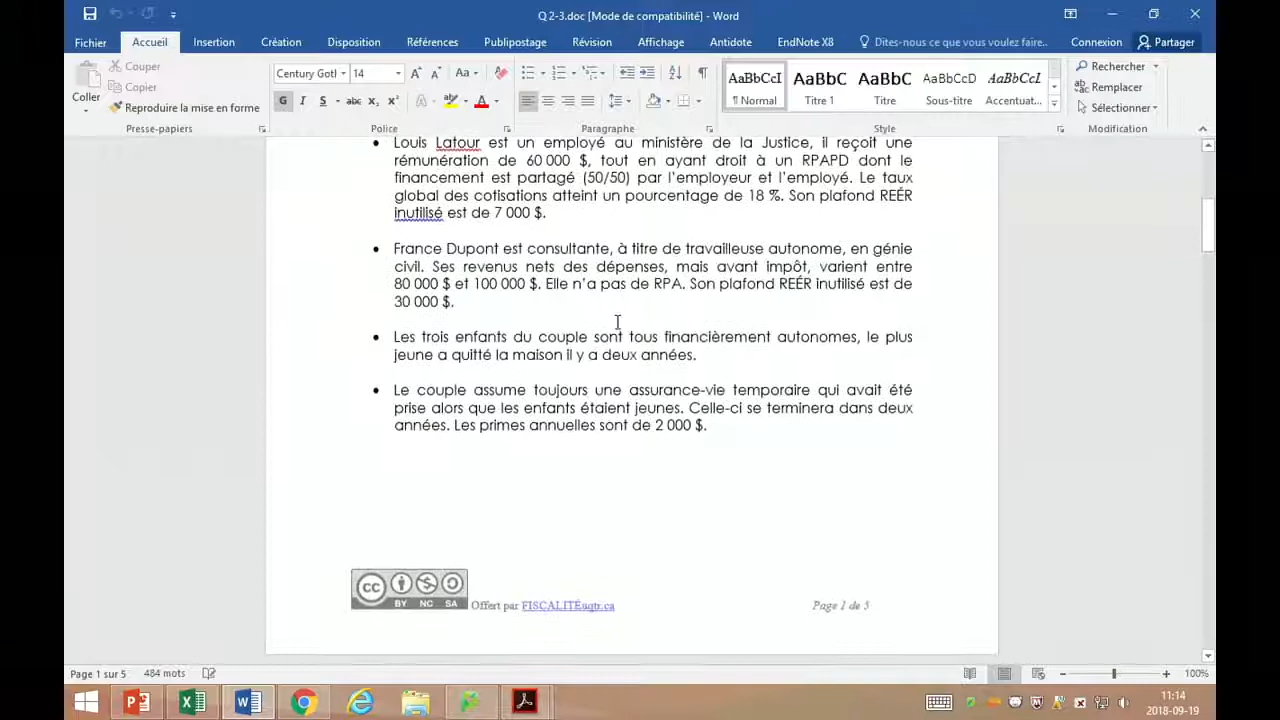 Q 2-3.doc [Mode de compatibilité] - Word
Fichier Accueil Insertion Création Disposition Références Publipostage Révision Affichage Antidote EndNote X8 Dites-nous ce que vous voulez faire.. Connexion Partager
Coller
Couper
Copier
Reproduire la mise en forme
Presse-papiers
Century Gotl 14
Police
Paragraphe
AaBbCcI AaBbC AaBbC AaBbCcD AaBbCcI
¶ Normal Titre 1 Titre Sous-titre Accentuat...
Style
Rechercher
Remplacer
Sélectionner
Modification
• Louis Latour est un employé au ministère de la Justice, il reçoit une
rémunération de 60 000 $, tout en ayant droit à un RPAPD dont le
financement est partagé (50/50) par l'employeur et l'employé. Le taux
global des cotisations atteint un pourcentage de 18 %. Son plafond REÉR
inutilisé est de 7 000 $.
• France Dupont est consultante, à titre de travailleuse autonome, en génie
civil. Ses revenus nets des dépenses, mais avant impôt, varient entre
80 000 $ et 100 000 $. Elle n'a pas de RPA. Son plafond REÉR inutilisé est de
30 000 $.
• Les trois enfants du couple sont tous financièrement autonomes, le plus
jeune a quitté la maison il y a deux années.
• Le couple assume toujours une assurance-vie temporaire qui avait été
prise alors que les enfants étaient jeunes. Celle-ci se terminera dans deux
années. Les primes annuelles sont de 2 000 $.
cc BY NC SA
Offert par FISCALITÉuqtr.ca
Page 1 de 5
Page 1 sur 5 484 mots 100%
11:14
2018-09-19